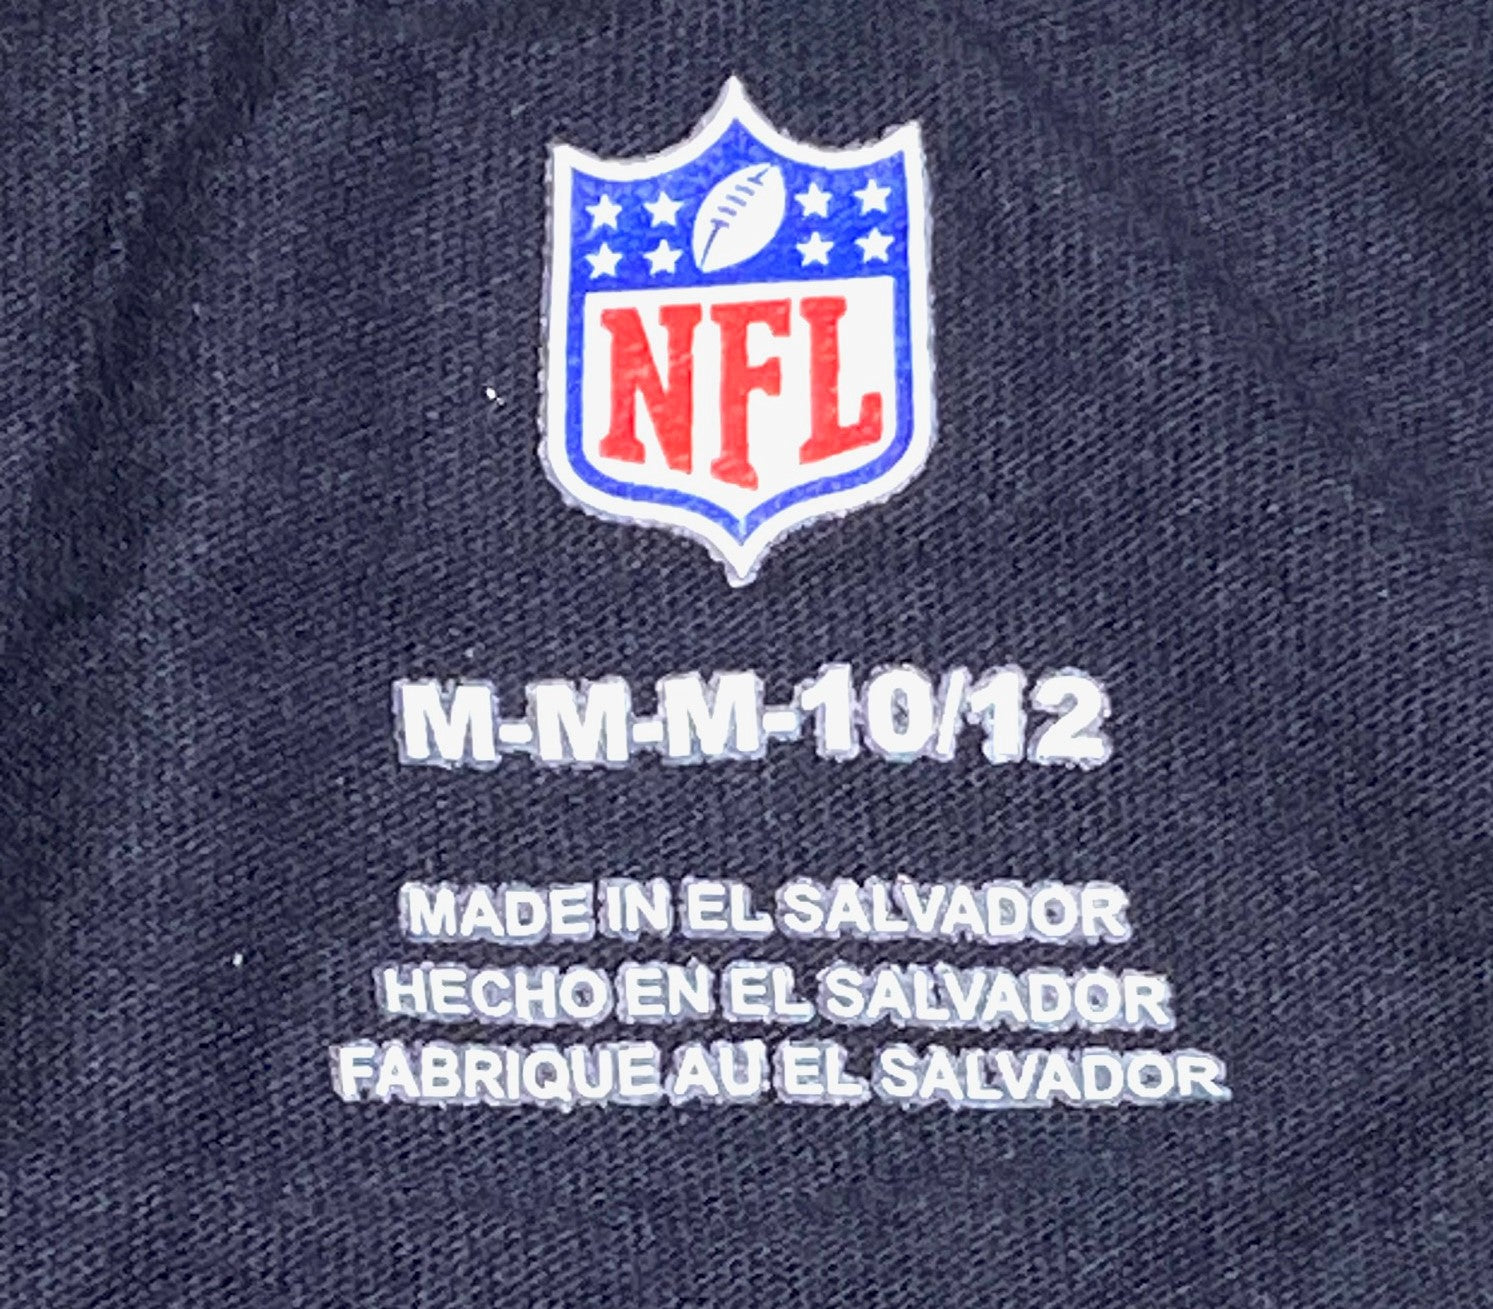 NFL
M-M-M-10/12
MADE IN EL SALVADOR
HECHO EN EL SALVADOR
FABRIQUE AU EL SALVADOR